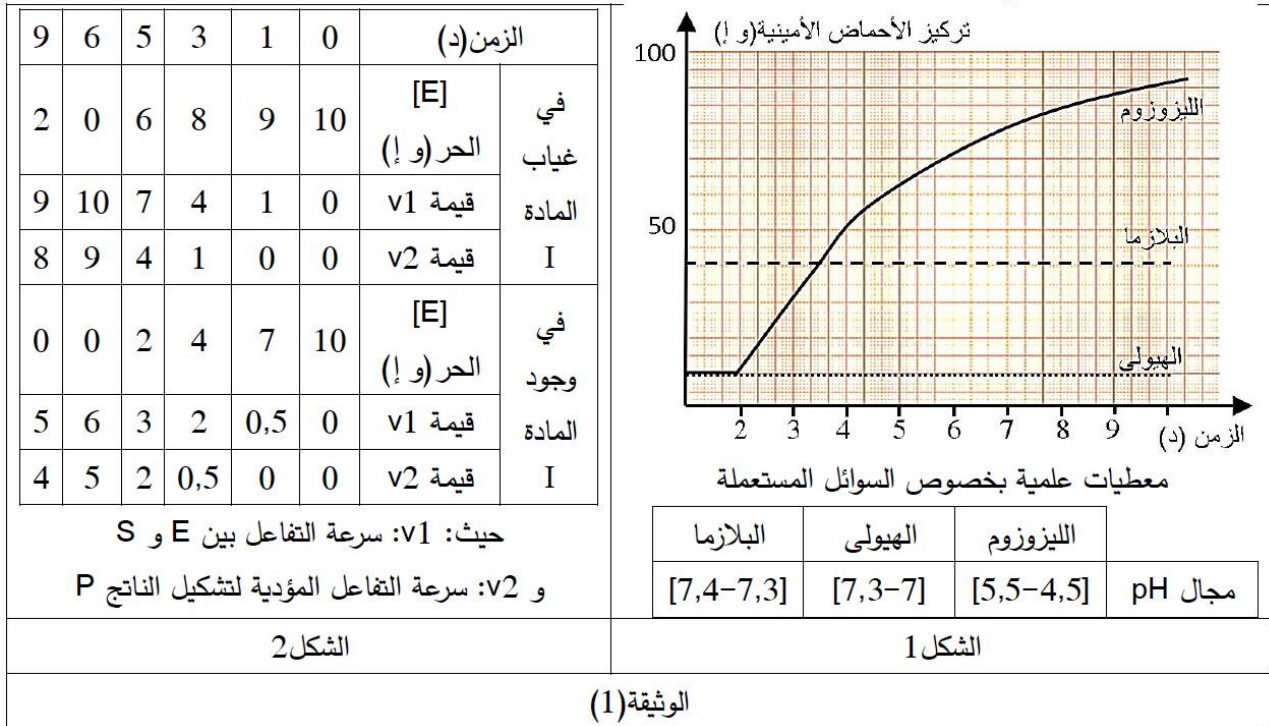 تركيز الأحماض الأمينية(و إ)
100
50
الليزوزوم
البلازما
الهيولى
2 3 4 5 6 7 8 9
الزمن (د)
معطيات علمية بخصوص السوائل المستعملة
الليزوزوم الهيولى البلازما
مجال pH [5,5–4,5] [7,3–7] [7,4–7,3]
الشكل1
الزمن(د) 0 1 3 5 6 9
في غياب المادة I
[E] الحر(و إ) 10 9 8 6 0 2
قيمة v1 0 1 4 7 10 9
قيمة v2 0 0 1 4 9 8
في وجود المادة I
[E] الحر(و إ) 10 7 4 2 0 0
قيمة v1 0 0,5 2 3 6 5
قيمة v2 0 0 0,5 2 5 4
حيث: v1: سرعة التفاعل بين E و S
و v2: سرعة التفاعل المؤدية لتشكيل الناتج P
الشكل2
الوثيقة(1)